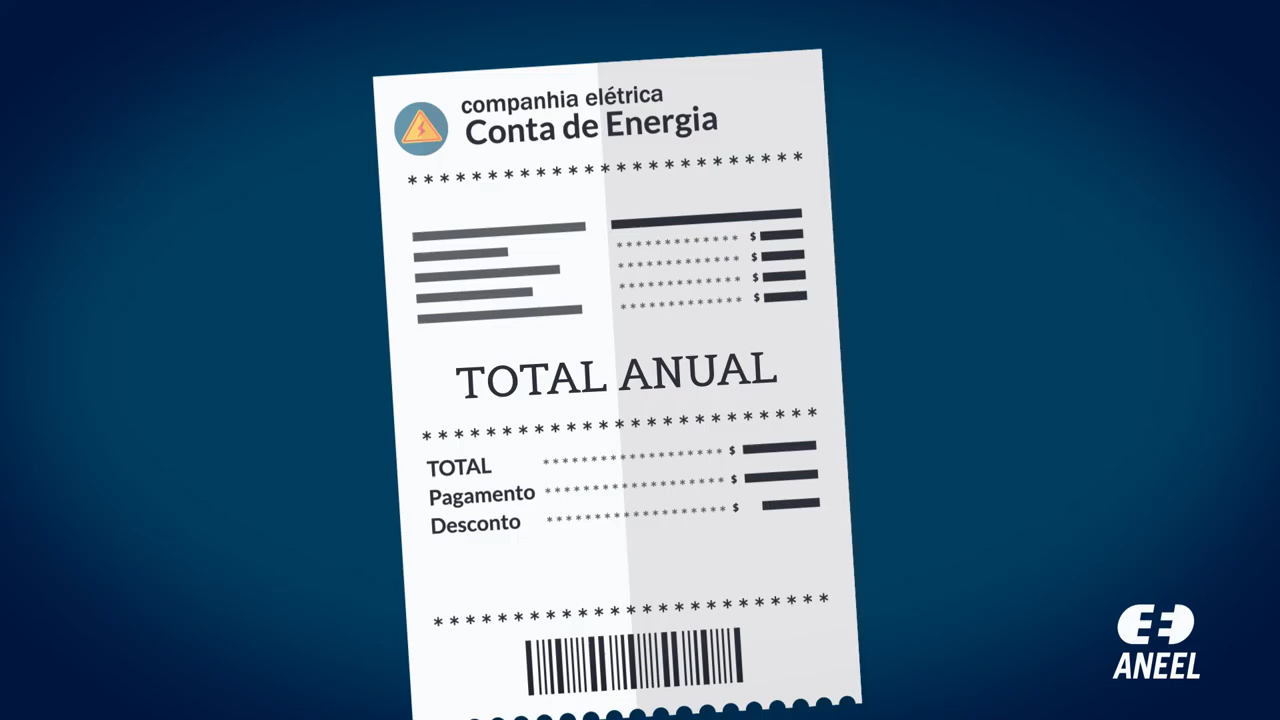 companhia elétrica
Conta de Energia
* * * * * * * * * * * * * * * * * * * * * * * * *
* * * * * * * * * * * * * $
* * * * * * * * * * * * * $
* * * * * * * * * * * * * $
* * * * * * * * * * * * * $
TOTAL ANUAL
* * * * * * * * * * * * * * * * * * * * * * * * *
TOTAL * * * * * * * * * * * * * * * * * * * $
Pagamento * * * * * * * * * * * * * * * * * * * $
Desconto * * * * * * * * * * * * * * * * * * * $
* * * * * * * * * * * * * * * * * * * * * * * * *
ANEEL